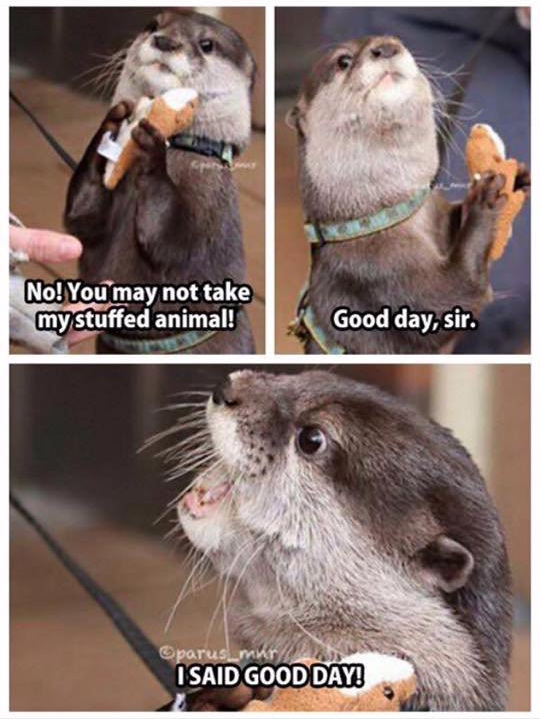 No! You may not take
my stuffed animal!
Good day, sir.
©parus_mnr
I SAID GOOD DAY!